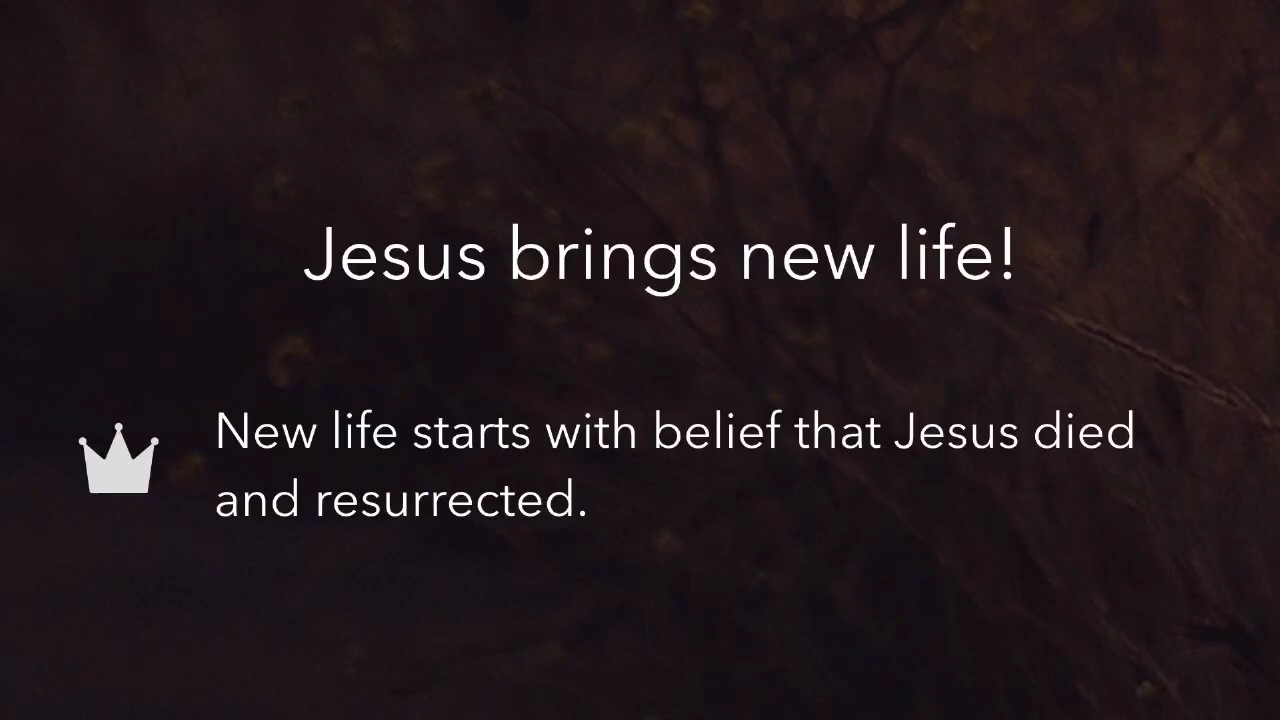 Jesus brings new life!
New life starts with belief that Jesus died
and resurrected.